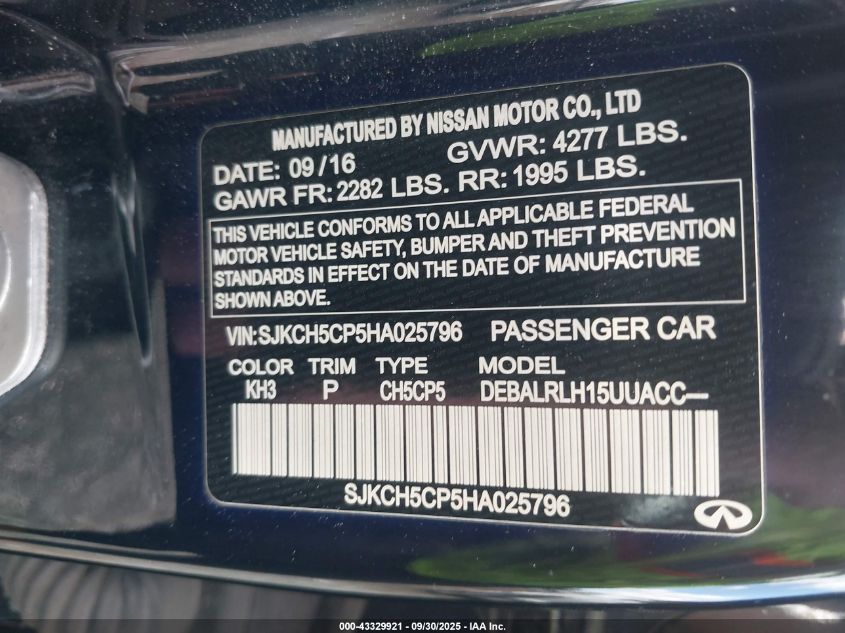 MANUFACTURED BY NISSAN MOTOR CO., LTD
DATE: 09/16 GVWR: 4277 LBS.
GAWR FR: 2282 LBS. RR: 1995 LBS.
THIS VEHICLE CONFORMS TO ALL APPLICABLE FEDERAL
MOTOR VEHICLE SAFETY, BUMPER AND THEFT PREVENTION
STANDARDS IN EFFECT ON THE DATE OF MANUFACTURE
SHOWN ABOVE.
VIN: SJKCH5CP5HA025796 PASSENGER CAR
COLOR TRIM TYPE MODEL
KH3 P CH5CP5 DEBALRLH15UUACC—
SJKCH5CP5HA025796
000-43329921 - 09/30/2025 - IAA Inc.